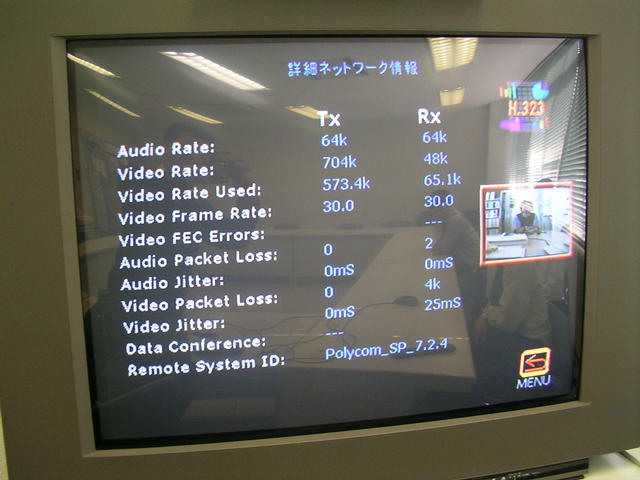 詳細ネットワーク情報
H.323
Tx Rx
Audio Rate: 64k 64k
Video Rate: 704k 48k
Video Rate Used: 573.4k 65.1k
Video Frame Rate: 30.0 30.0
Video FEC Errors: ---
Audio Packet Loss: 0 2
Audio Jitter: 0mS 0mS
Video Packet Loss: 0 4k
Video Jitter: 0mS 25mS
Data Conference: ---
Remote System ID: Polycom_SP_7.2.4
MENU